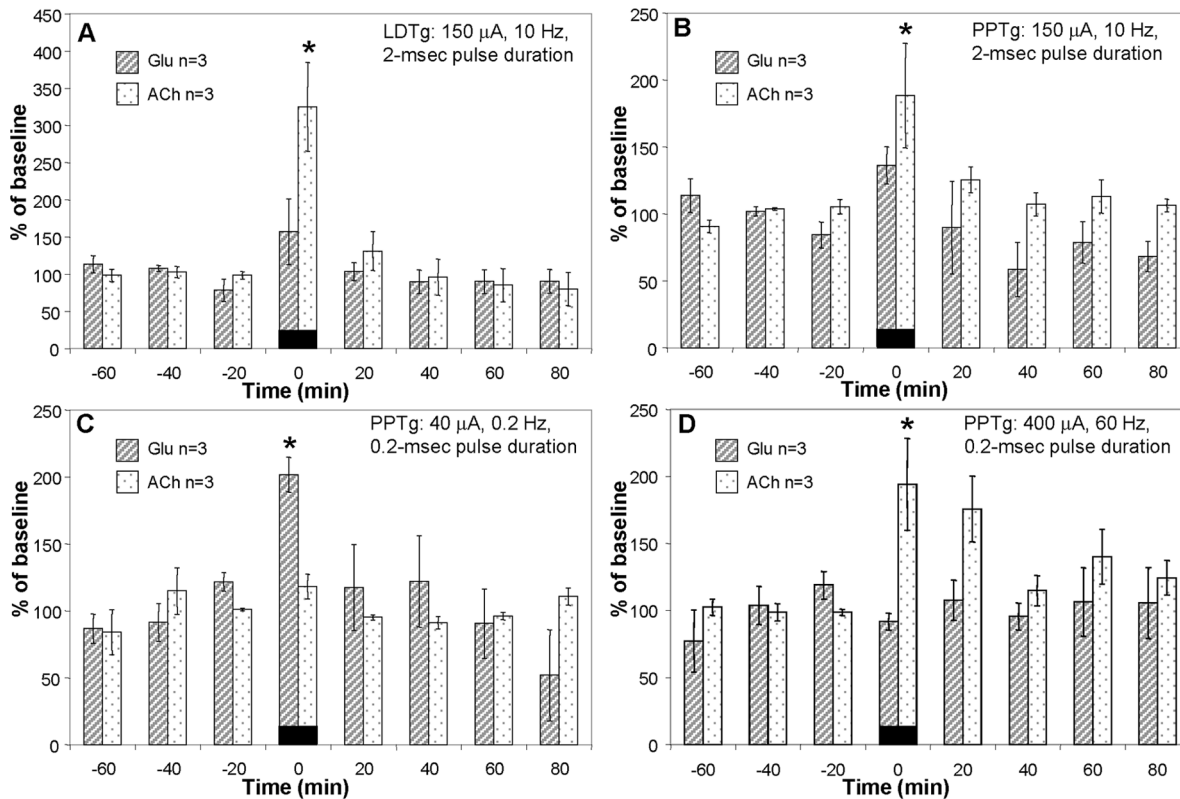 A
LDTg: 150 μA, 10 Hz,
2-msec pulse duration
Glu n=3
ACh n=3
*
% of baseline
450
400
350
300
250
200
150
100
50
0
-60 -40 -20 0 20 40 60 80
Time (min)
B
PPTg: 150 μA, 10 Hz,
2-msec pulse duration
Glu n=3
ACh n=3
*
% of baseline
250
200
150
100
50
0
-60 -40 -20 0 20 40 60 80
Time (min)
C
PPTg: 40 μA, 0.2 Hz,
0.2-msec pulse duration
Glu n=3
ACh n=3
*
% of baseline
250
200
150
100
50
0
-60 -40 -20 0 20 40 60 80
Time (min)
D
PPTg: 400 μA, 60 Hz,
0.2-msec pulse duration
Glu n=3
ACh n=3
*
% of baseline
250
200
150
100
50
0
-60 -40 -20 0 20 40 60 80
Time (min)